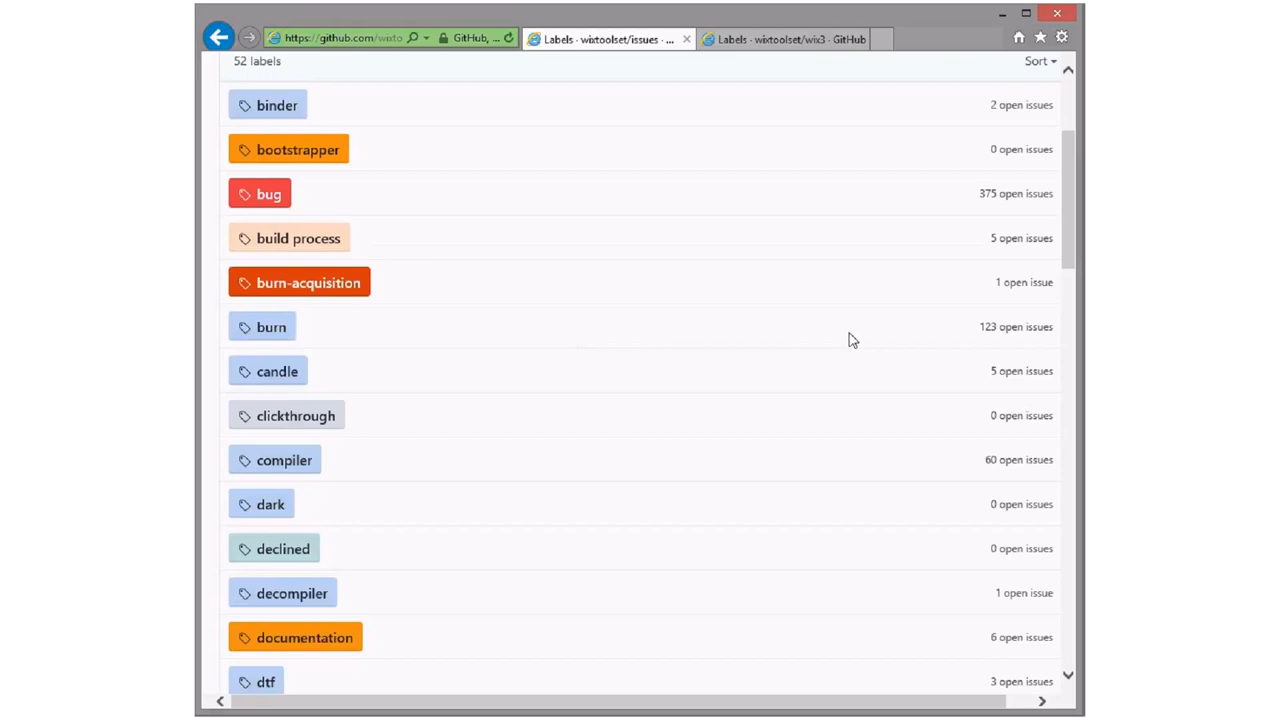 https://github.com/wixto GitHub, ... Labels · wixtoolset/issues · ... Labels · wixtoolset/wix3 · GitHub
52 labels Sort
binder 2 open issues
bootstrapper 0 open issues
bug 375 open issues
build process 5 open issues
burn-acquisition 1 open issue
burn 123 open issues
candle 5 open issues
clickthrough 0 open issues
compiler 60 open issues
dark 0 open issues
declined 0 open issues
decompiler 1 open issue
documentation 6 open issues
dtf 3 open issues